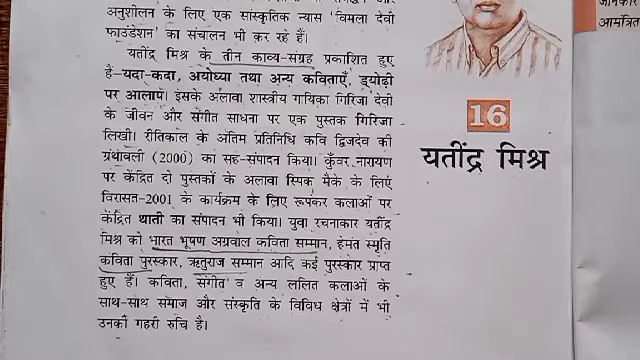 अनुशीलन के लिए एक सांस्कृतिक न्यास 'विमला देवी
फाउंडेशन' का संचालन भी कर रहे हैं।
यतींद्र मिश्र के तीन काव्य-संग्रह प्रकाशित हुए
हैं–यदा-कदा, अयोध्या तथा अन्य कविताएँ, ड्योढ़ी
पर आलाप। इसके अलावा शास्त्रीय गायिका गिरिजा देवी
के जीवन और संगीत साधना पर एक पुस्तक गिरिजा
लिखी। रीतिकाल के अंतिम प्रतिनिधि कवि द्विजदेव की
ग्रंथावली (2000) का सह-संपादन किया। कुँवर नारायण
पर केंद्रित दो पुस्तकों के अलावा स्पिक मैके के लिए
विरासत-2001 के कार्यक्रम के लिए रूपंकर कलाओं पर
केंद्रित थाती का संपादन भी किया। युवा रचनाकार यतींद्र
मिश्र को भारत भूषण अग्रवाल कविता सम्मान, हेमंत स्मृति
कविता पुरस्कार, ऋतुराज सम्मान आदि कई पुरस्कार प्राप्त
हुए हैं। कविता, संगीत व अन्य ललित कलाओं के
साथ-साथ समाज और संस्कृति के विविध क्षेत्रों में भी
उनकी गहरी रुचि है।
16
यतींद्र मिश्र
जानकार
आमंत्रित